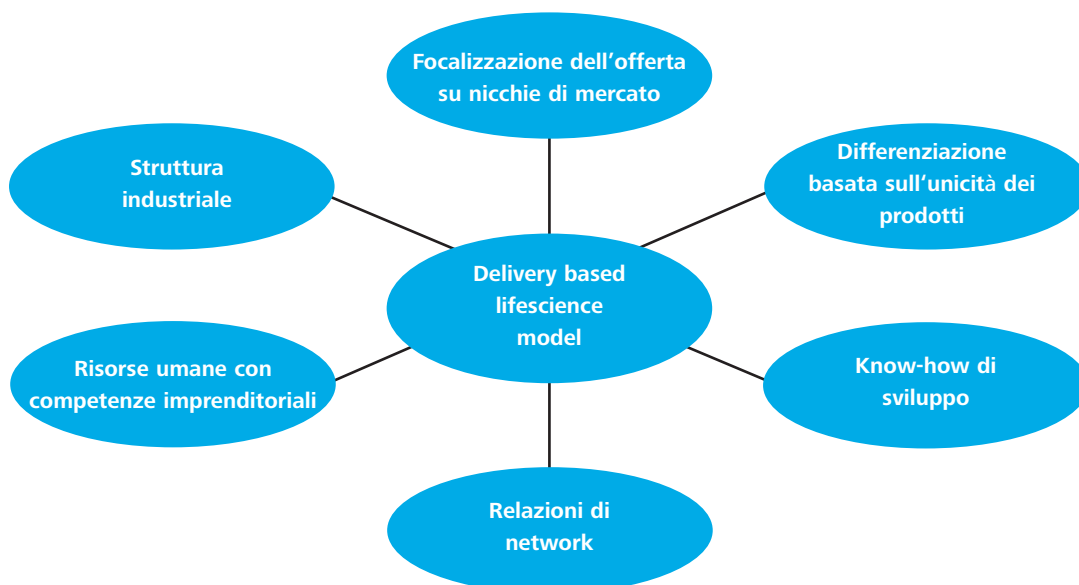 Focalizzazione dell'offerta
su nicchie di mercato
Struttura
industriale
Differenziazione
basata sull'unicità dei
prodotti
Delivery based
lifescience
model
Risorse umane con
competenze imprenditoriali
Know-how di
sviluppo
Relazioni di
network